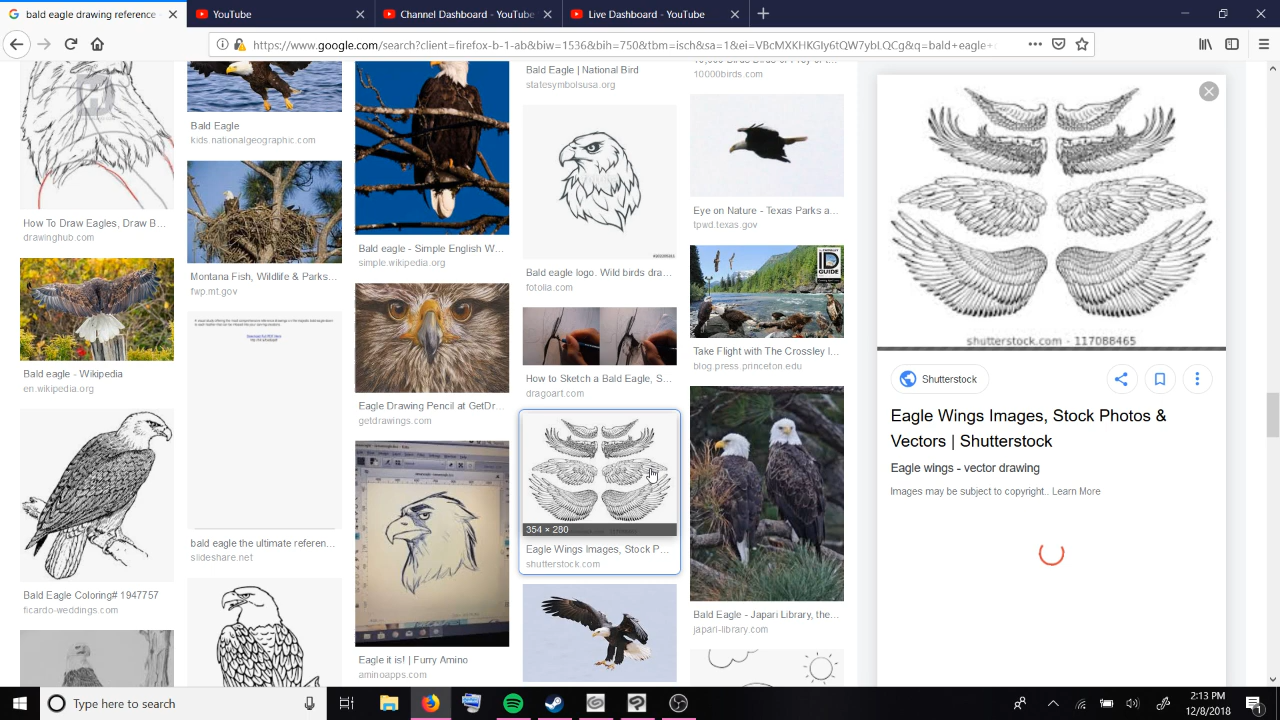 bald eagle drawing reference -
YouTube
Channel Dashboard - YouTube
Live Dashboard - YouTube
https://www.google.com/search?client=firefox-b-1-ab&biw=1536&bih=750&tbm=isch&sa=1&ei=VBcMXKHKGIy6tQW7ybLQCg&q=bald+eagle+
How To Draw Eagles, Draw B...
drawinghub.com
Bald eagle - Wikipedia
en.wikipedia.org
Bald Eagle Coloring# 1947757
ficardo-weddings.com
Bald Eagle
kids.nationalgeographic.com
Montana Fish, Wildlife & Parks...
fwp.mt.gov
bald eagle the ultimate referen...
slideshare.net
Bald eagle - Simple English W...
simple.wikipedia.org
Eagle Drawing Pencil at GetDr...
getdrawings.com
Eagle it is! | Furry Amino
aminoapps.com
Bald Eagle | National Bird
statesymbolsusa.org
Bald eagle logo. Wild birds dra...
fotolia.com
How to Sketch a Bald Eagle, S...
dragoart.com
354 × 280
Eagle Wings Images, Stock P...
shutterstock.com
10000birds.com
Eye on Nature - Texas Parks a...
tpwd.texas.gov
ID
GUIDE
Take Flight with The Crossley I...
blog.press.princeton.edu
Bald Eagle - Japari Library, the...
japari-library.com
shutterstock.com - 117088465
Shutterstock
Eagle Wings Images, Stock Photos &
Vectors | Shutterstock
Eagle wings - vector drawing
Images may be subject to copyright.. Learn More
Type here to search
2:13 PM
12/8/2018
1